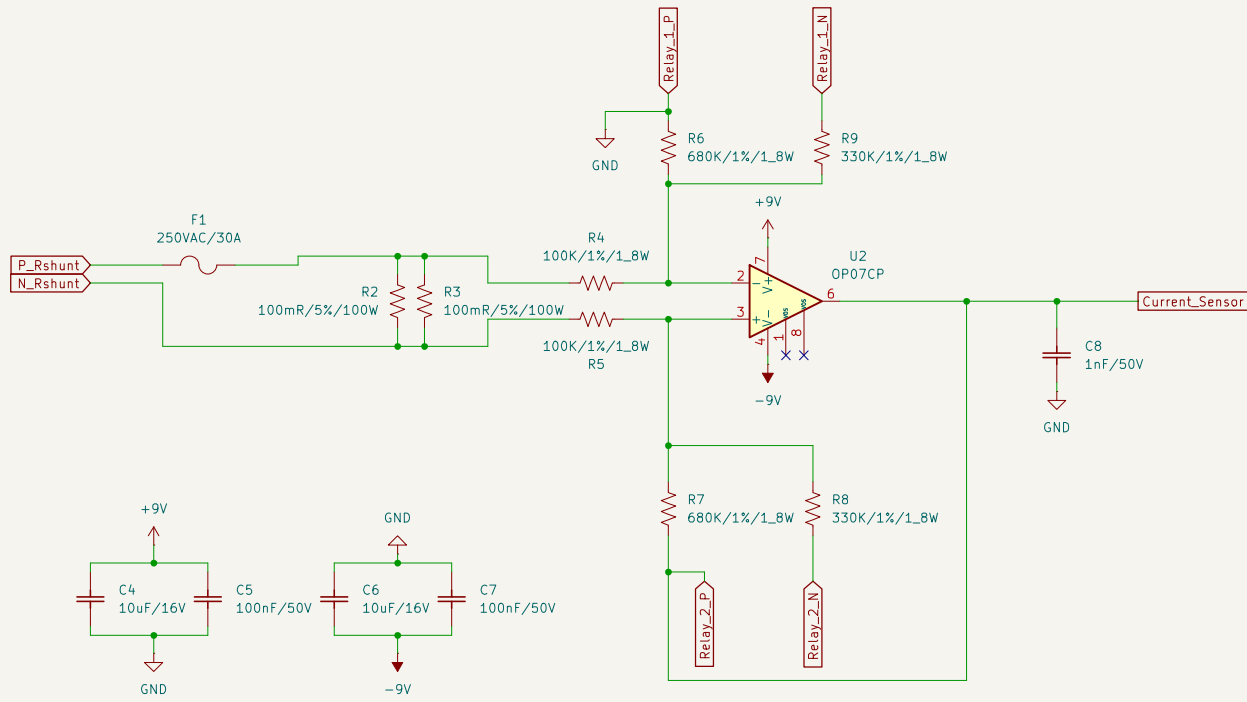 Relay_1_P
Relay_1_N
GND
R6
680K/1%/1_8W
R9
330K/1%/1_8W
+9V
F1
250VAC/30A
P_Rshunt
N_Rshunt
R4
100K/1%/1_8W
R2
100mR/5%/100W
R3
100mR/5%/100W
100K/1%/1_8W
R5
U2
OP07CP
2
3
7
6
4
1
8
-
+
V+
V-
VOS
VOS
-9V
Current_Sensor
C8
1nF/50V
GND
R7
680K/1%/1_8W
R8
330K/1%/1_8W
Relay_2_P
Relay_2_N
+9V
C4
10uF/16V
C5
100nF/50V
GND
GND
C6
10uF/16V
C7
100nF/50V
-9V